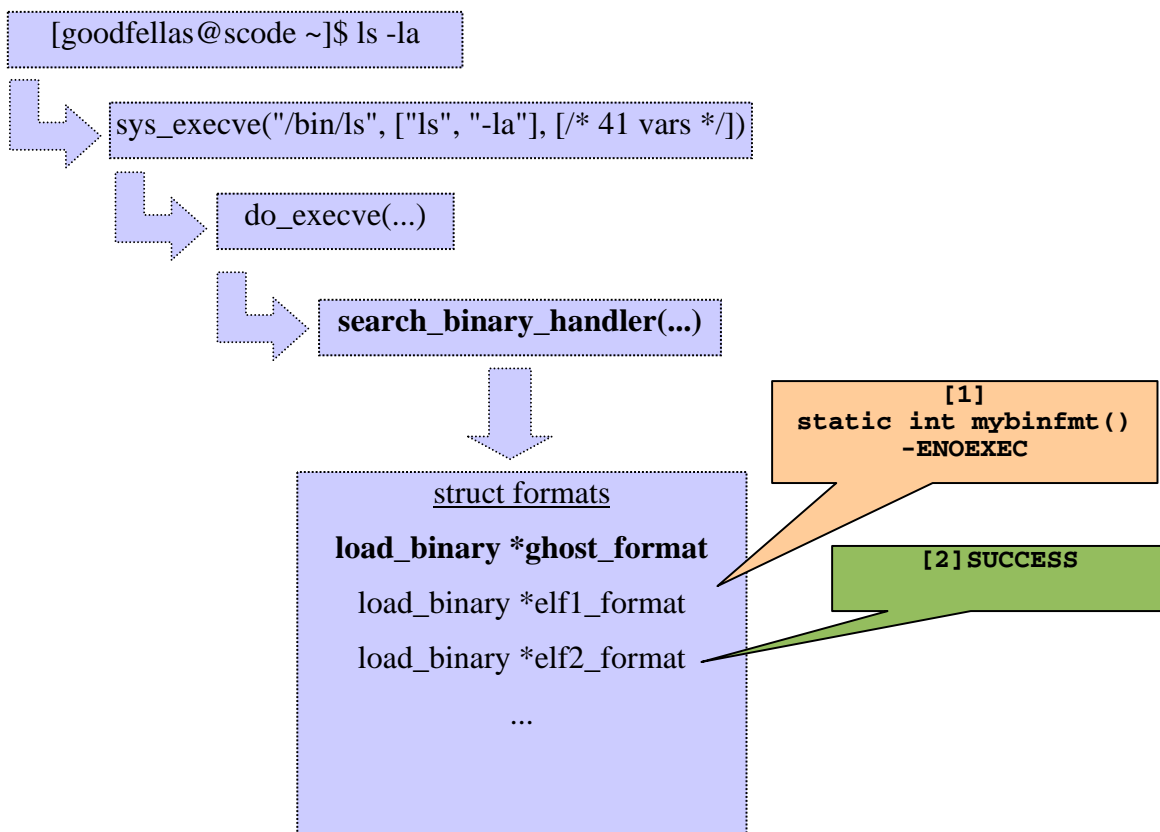 [goodfellas@scode ~]$ ls -la
sys_execve("/bin/ls", ["ls", "-la"], [/* 41 vars */])
do_execve(...)
search_binary_handler(...)
[1]
static int mybinfmt()
-ENOEXEC
struct formats
load_binary *ghost_format
[2]SUCCESS
load_binary *elf1_format
load_binary *elf2_format
...